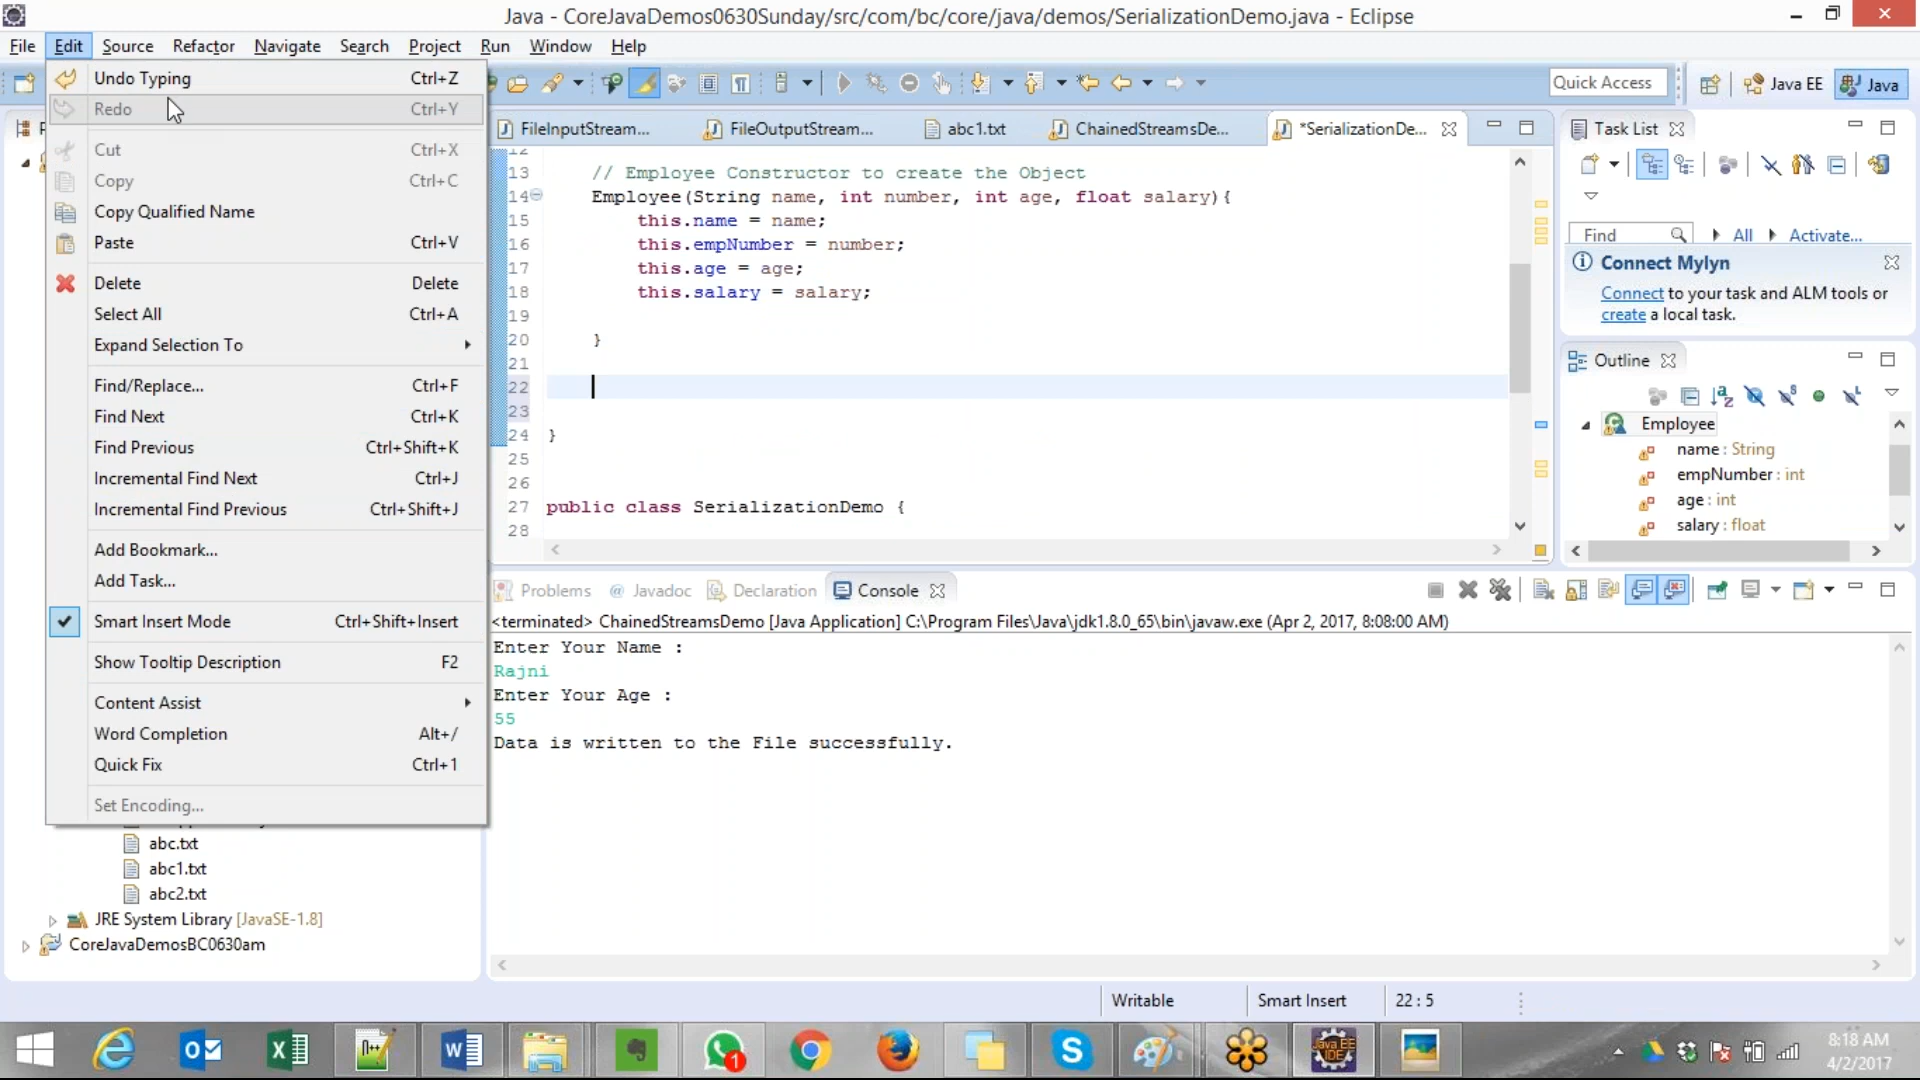 Java - CoreJavaDemos0630Sunday/src/com/bc/core/java/demos/SerializationDemo.java - Eclipse
File Edit Source Refactor Navigate Search Project Run Window Help
Undo Typing Ctrl+Z
Redo Ctrl+Y
Cut Ctrl+X
Copy Ctrl+C
Copy Qualified Name
Paste Ctrl+V
Delete Delete
Select All Ctrl+A
Expand Selection To
Find/Replace... Ctrl+F
Find Next Ctrl+K
Find Previous Ctrl+Shift+K
Incremental Find Next Ctrl+J
Incremental Find Previous Ctrl+Shift+J
Add Bookmark...
Add Task...
Smart Insert Mode Ctrl+Shift+Insert
Show Tooltip Description F2
Content Assist
Word Completion Alt+/
Quick Fix Ctrl+1
Set Encoding...
abc.txt
abc1.txt
abc2.txt
JRE System Library [JavaSE-1.8]
CoreJavaDemosBC0630am
Quick Access
Java EE
Java
FileInputStream... FileOutputStream... abc1.txt ChainedStreamsDe... *SerializationDe...
12
13 // Employee Constructor to create the Object
14 Employee(String name, int number, int age, float salary){
15 this.name = name;
16 this.empNumber = number;
17 this.age = age;
18 this.salary = salary;
19
20 }
21
22
23
24 }
25
26
27 public class SerializationDemo {
28
Task List
Find All Activate...
Connect Mylyn
Connect to your task and ALM tools or
create a local task.
Outline
Employee
name : String
empNumber : int
age : int
salary : float
Problems @ Javadoc Declaration Console
<terminated> ChainedStreamsDemo [Java Application] C:\Program Files\Java\jdk1.8.0_65\bin\javaw.exe (Apr 2, 2017, 8:08:00 AM)
Enter Your Name :
Rajni
Enter Your Age :
55
Data is written to the File successfully.
Writable Smart Insert 22 : 5
Java EE
IDE
1
8:18 AM
4/2/2017